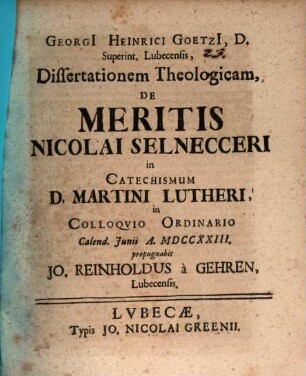 GEORGI HEINRICI GOETZI, D.
Superint. Lubecensis, 23.
Dissertationem Theologicam,
DE
MERITIS
NICOLAI SELNECCERI
in
CATECHISMUM
D. MARTINI LUTHERI,
in
COLLOQVIO ORDINARIO
Calend. Junii A. MDCCXXIII.
propugnabit
JO. REINHOLDUS à GEHREN,
Lubecensis.
LVBECÆ,
Typis JO. NICOLAI GREENII.